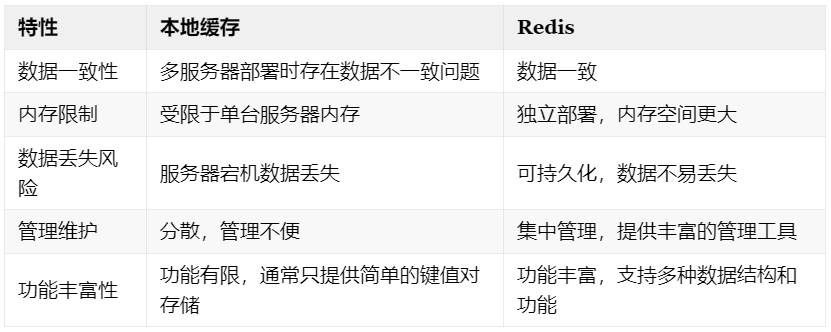 特性 本地缓存 Redis
数据一致性 多服务器部署时存在数据不一致问题 数据一致
内存限制 受限于单台服务器内存 独立部署，内存空间更大
数据丢失风
险
服务器宕机数据丢失 可持久化，数据不易丢失
管理维护 分散，管理不便 集中管理，提供丰富的管理工具
功能丰富性
功能有限，通常只提供简单的键值对
存储
功能丰富，支持多种数据结构和
功能